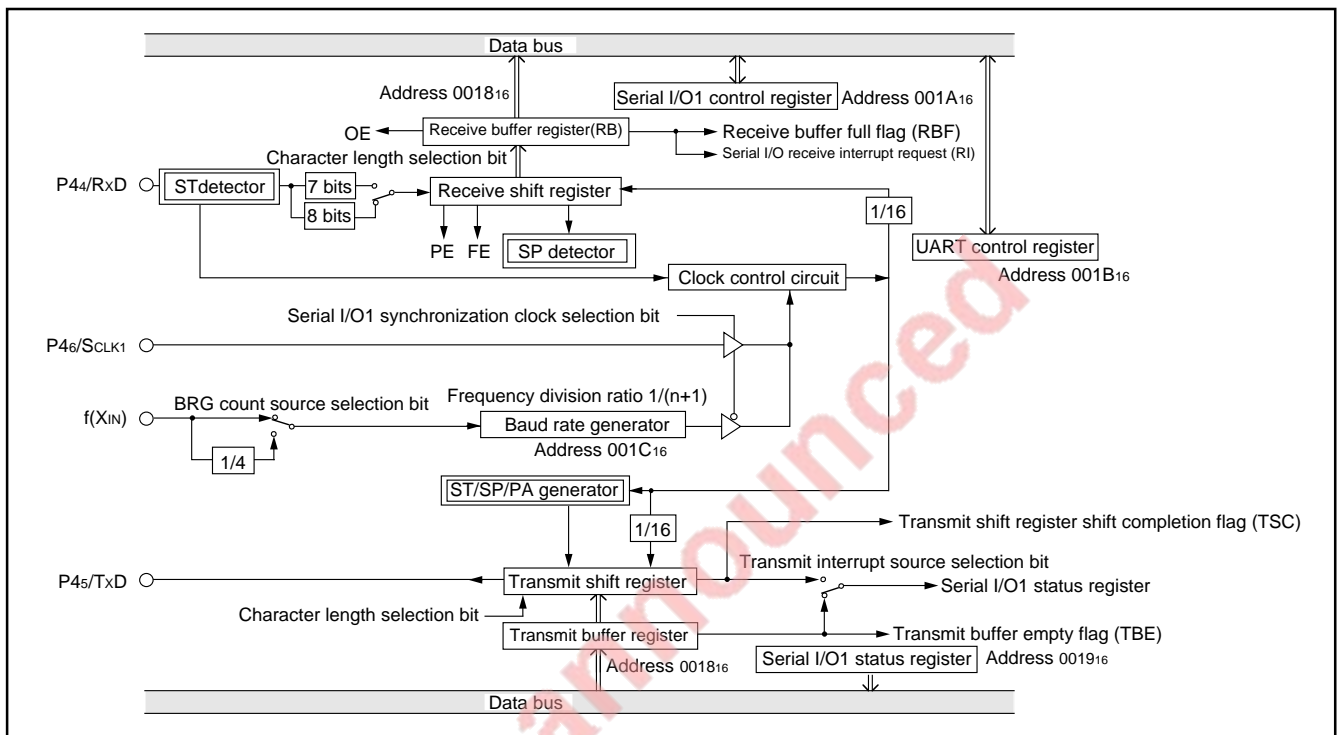 Data bus
Address 0018₁₆
Serial I/O1 control register Address 001A₁₆
OE Receive buffer register(RB) Receive buffer full flag (RBF)
Serial I/O receive interrupt request (RI)
Character length selection bit
P4₄/RXD STdetector 7 bits Receive shift register
8 bits
1/16
PE FE SP detector
UART control register
Address 001B₁₆
Clock control circuit
Serial I/O1 synchronization clock selection bit
P4₆/SCLK1
BRG count source selection bit Frequency division ratio 1/(n+1)
f(XIN) Baud rate generator
Address 001C₁₆
1/4
ST/SP/PA generator
1/16
Transmit shift register shift completion flag (TSC)
Transmit interrupt source selection bit
P4₅/TXD Transmit shift register Serial I/O1 status register
Character length selection bit
Transmit buffer register Transmit buffer empty flag (TBE)
Address 0018₁₆ Serial I/O1 status register Address 0019₁₆
Data bus
announced